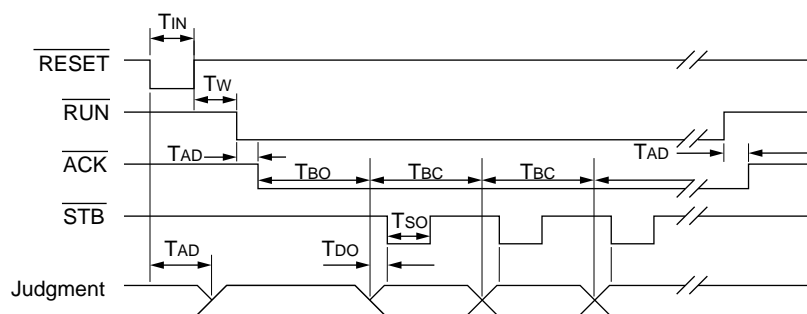 TIN
RESET
TW
RUN
TAD
TAD
ACK
TBO
TBC
TBC
STB
TSO
TAD
TDO
Judgment